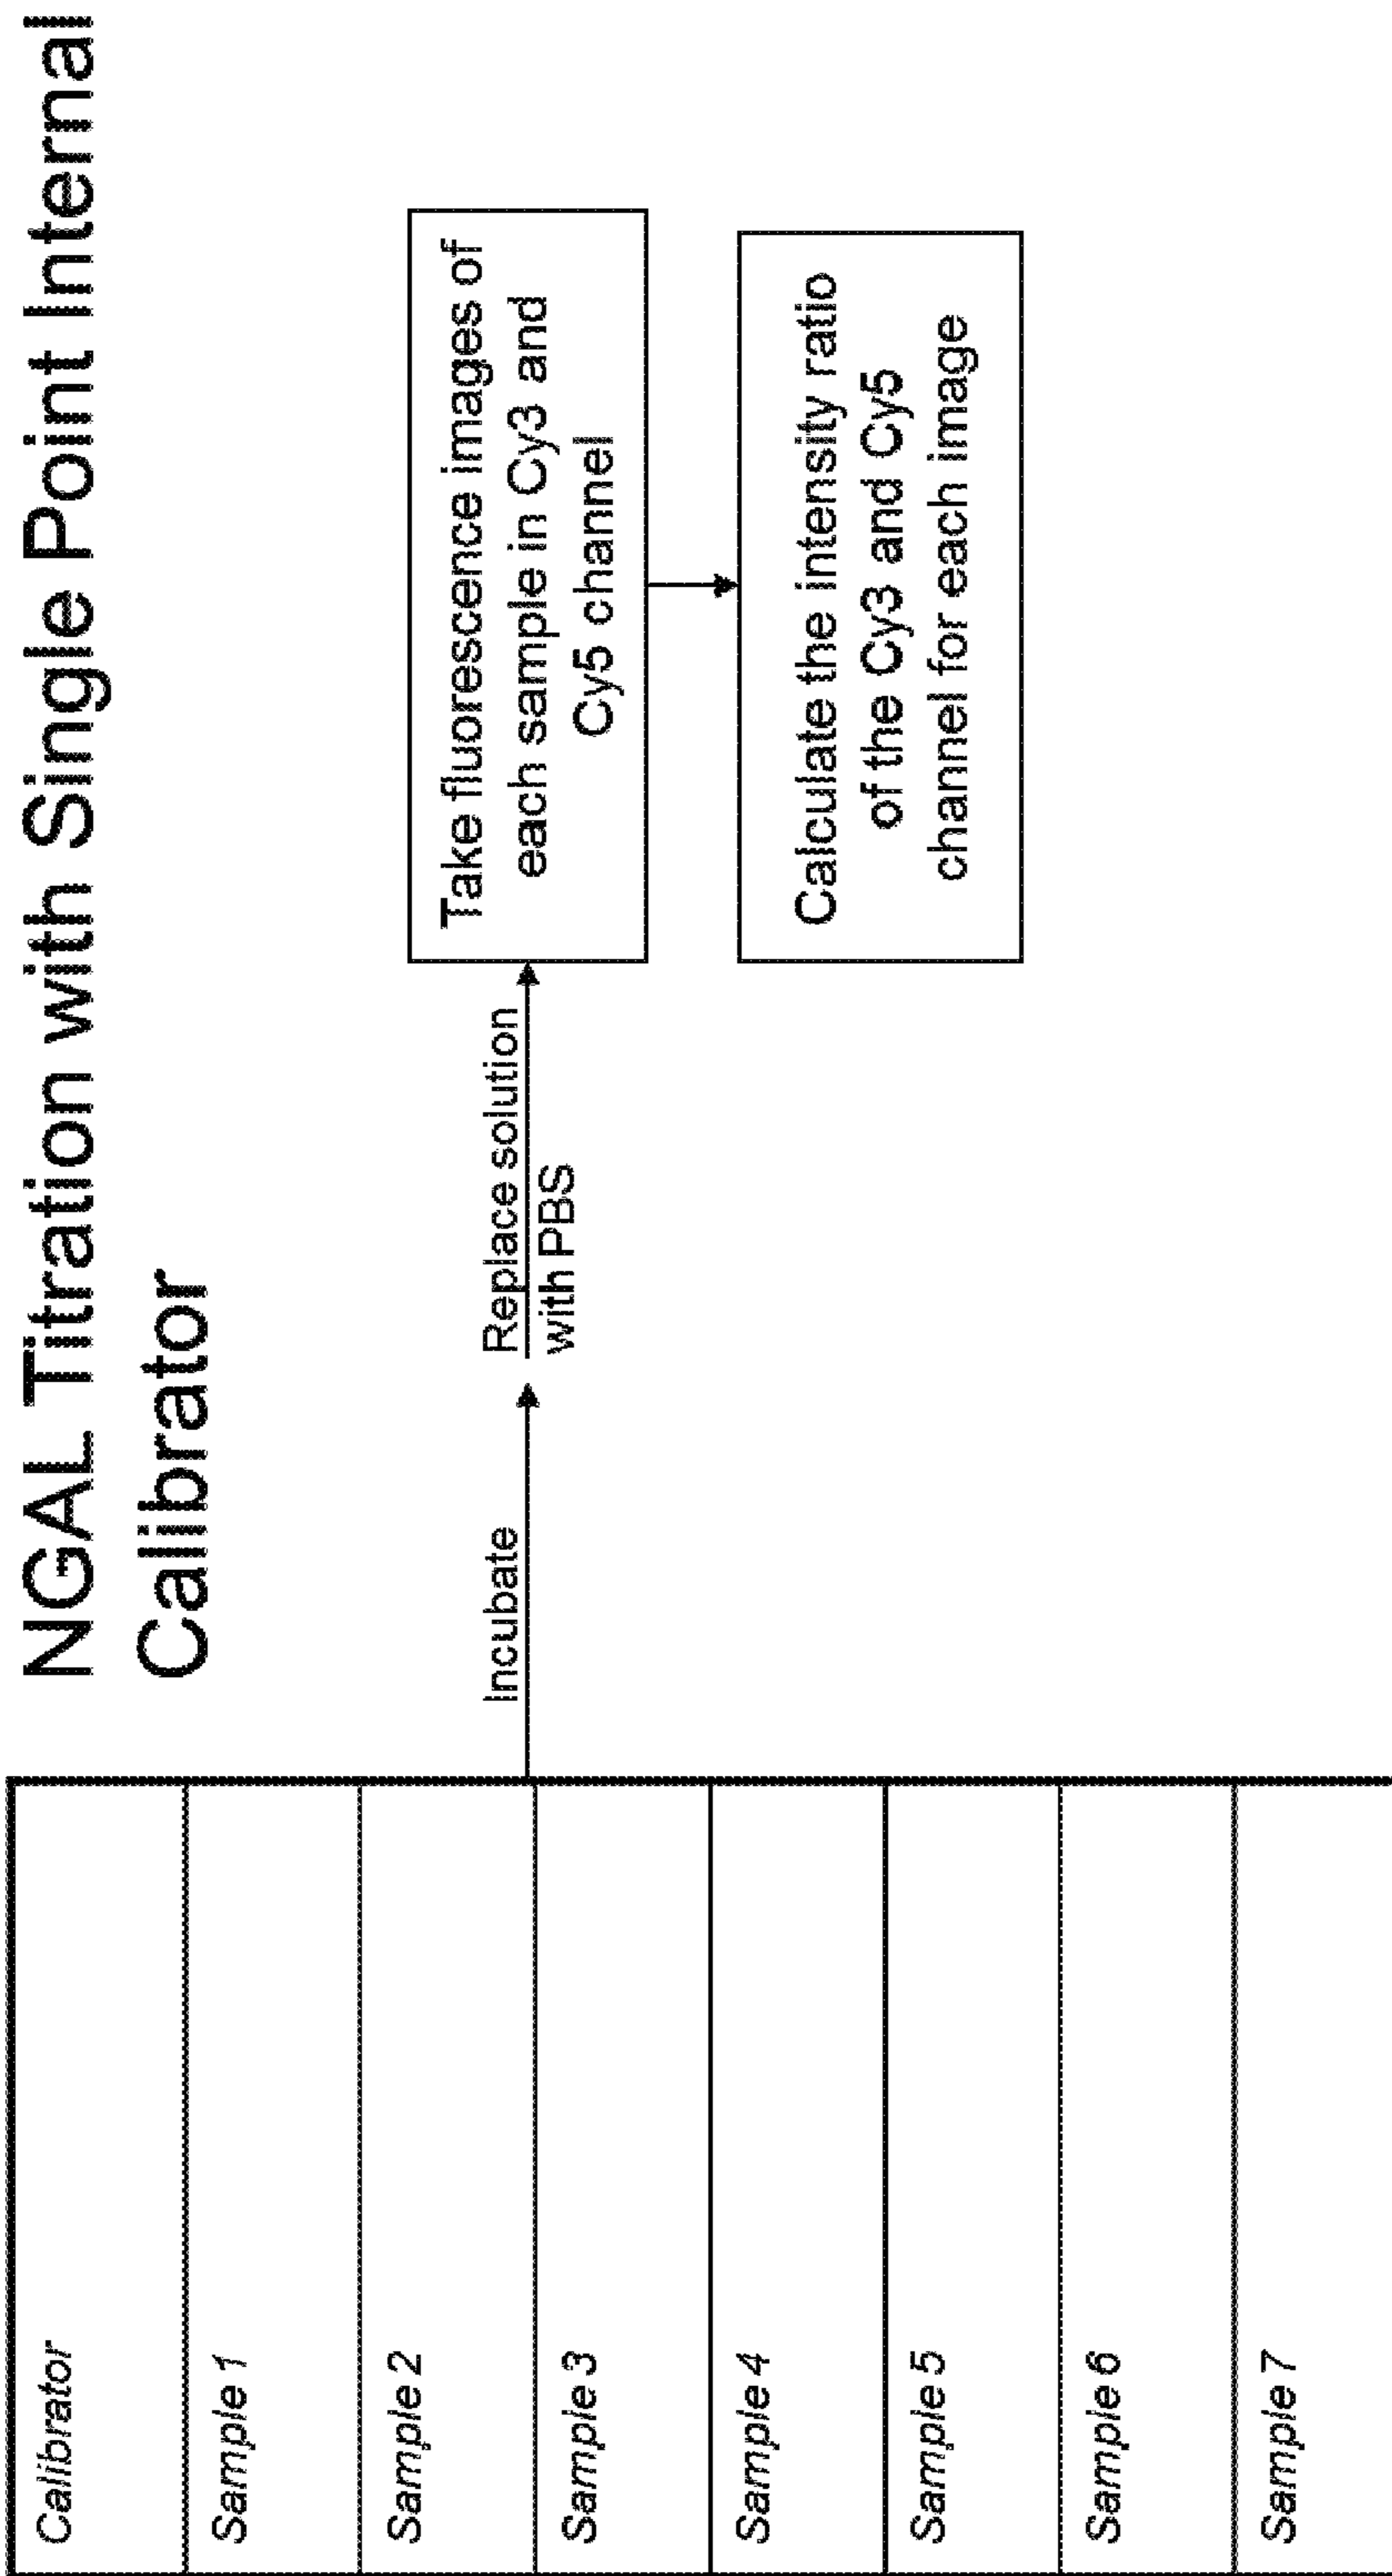 NGAL Titration with Single Point Internal
Calibrator
Calibrator
Sample 1
Sample 2
Sample 3
Sample 4
Sample 5
Sample 6
Sample 7
Incubate
Replace solution
with PBS
Take fluorescence images of
each sample in Cy3 and
Cy5 channel
Calculate the intensity ratio
of the Cy3 and Cy5
channel for each image